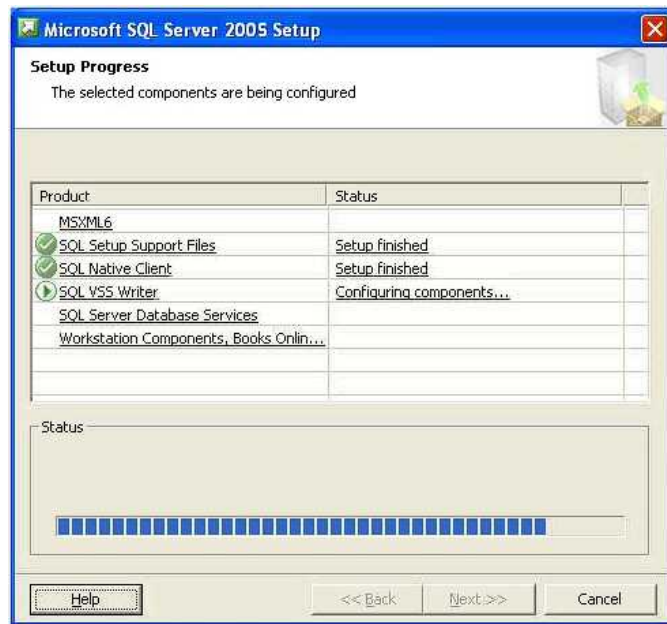 Microsoft SQL Server 2005 Setup
Setup Progress
The selected components are being configured
Product Status
MSXML6
SQL Setup Support Files Setup finished
SQL Native Client Setup finished
SQL VSS Writer Configuring components...
SQL Server Database Services
Workstation Components, Books Onlin...
Status
Help << Back Next >> Cancel